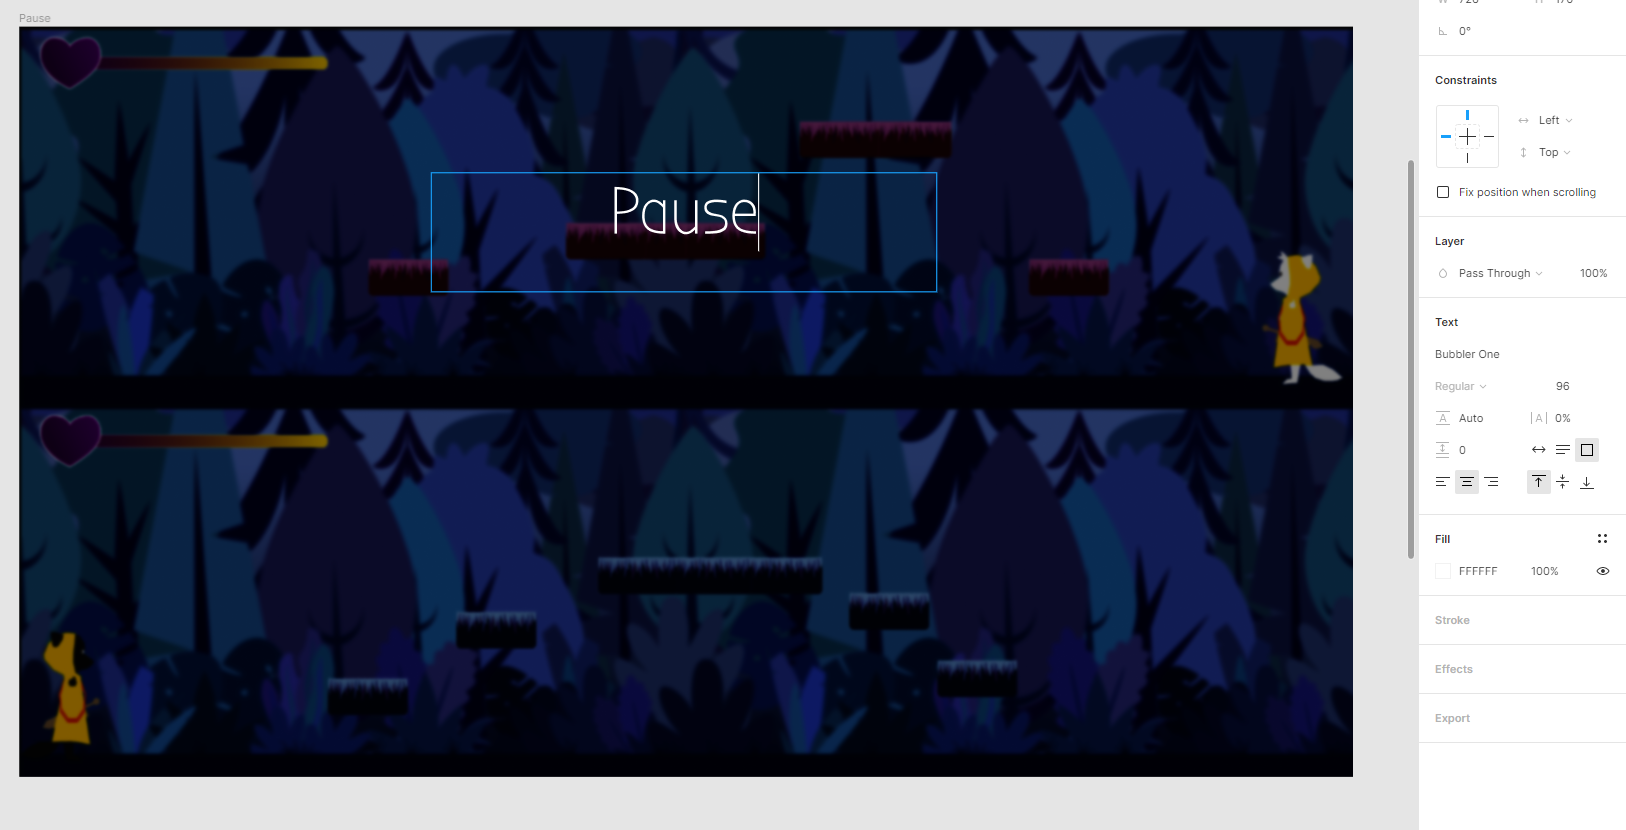 Pause
Pause
0°
Constraints
Left
Top
Fix position when scrolling
Layer
Pass Through 100%
Text
Bubbler One
Regular 96
A Auto |A| 0%
0
Fill
FFFFFF 100%
Stroke
Effects
Export